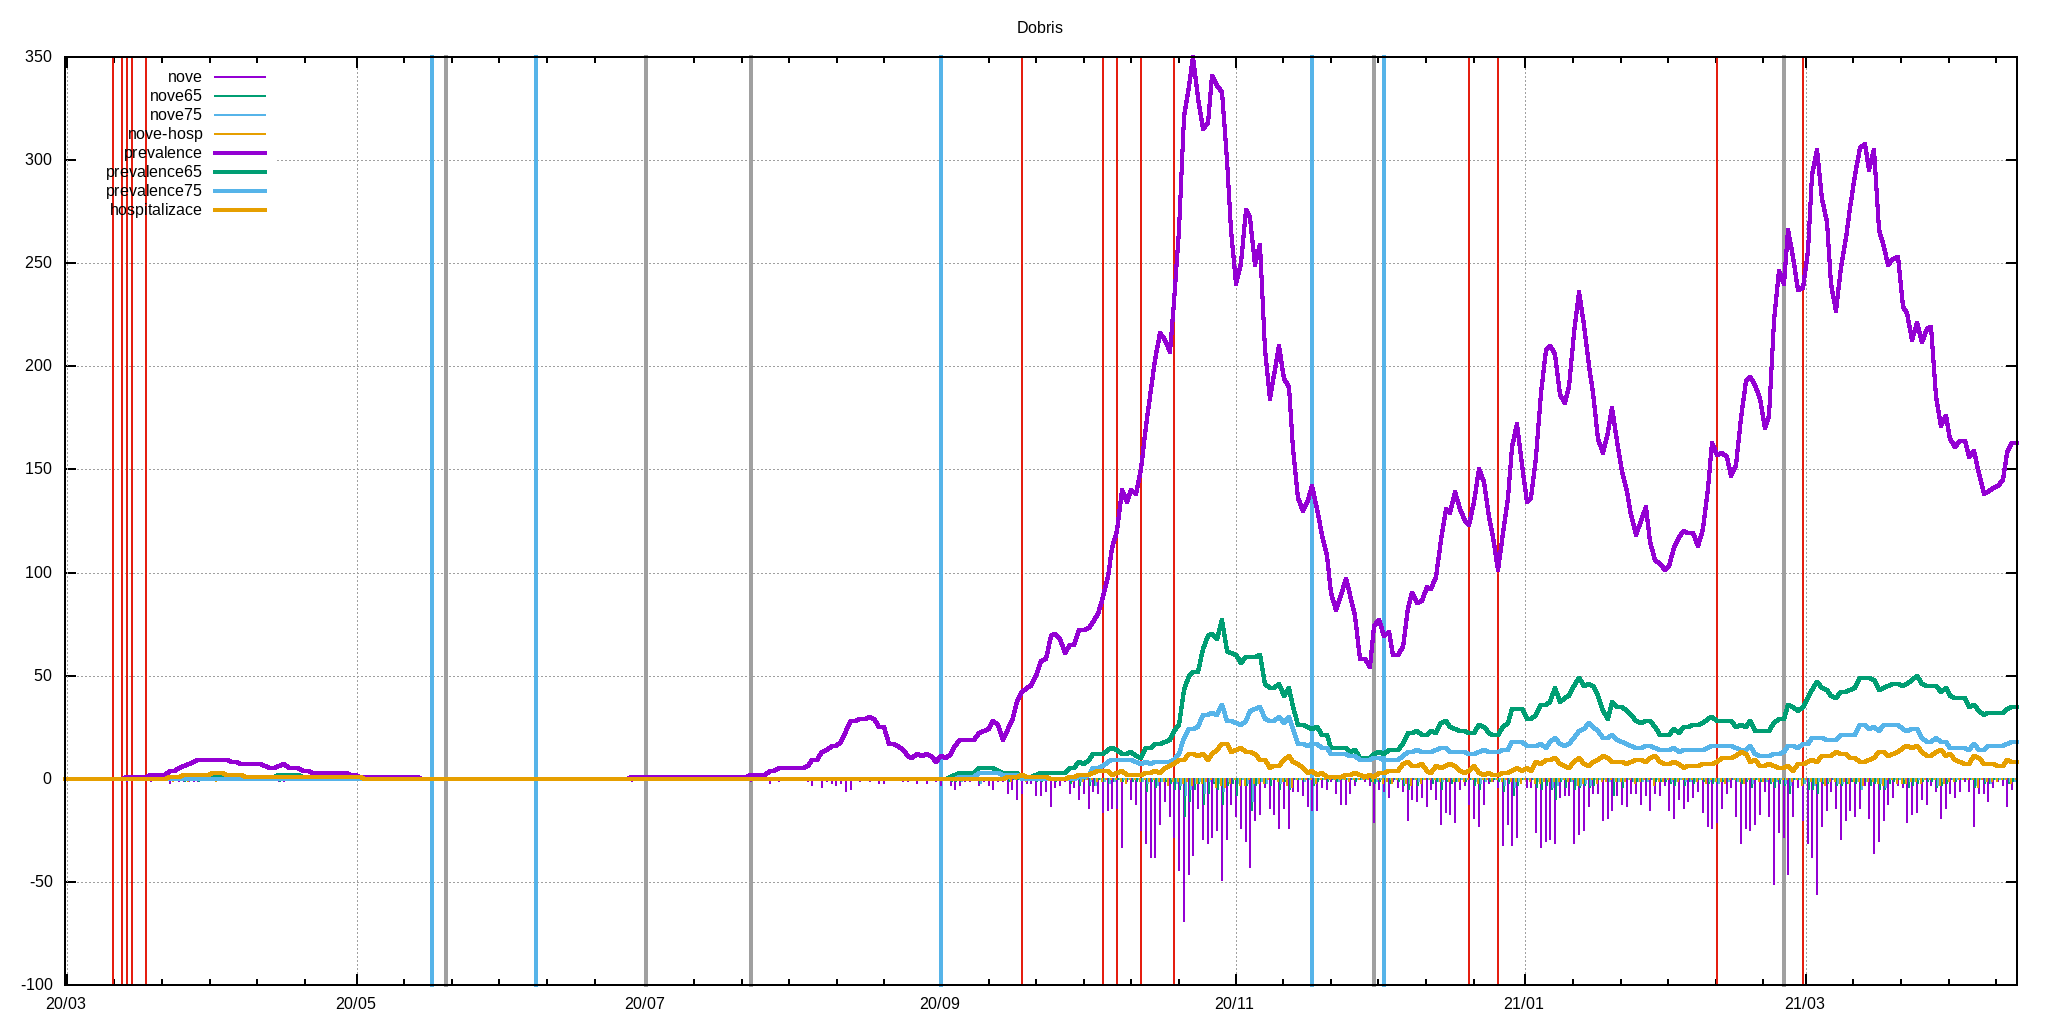 Dobris
350
300
250
200
150
100
50
0
-50
-100
nove
nove65
nove75
nove-hosp
prevalence
prevalence65
prevalence75
hospitalizace
20/03 20/05 20/07 20/09 20/11 21/01 21/03